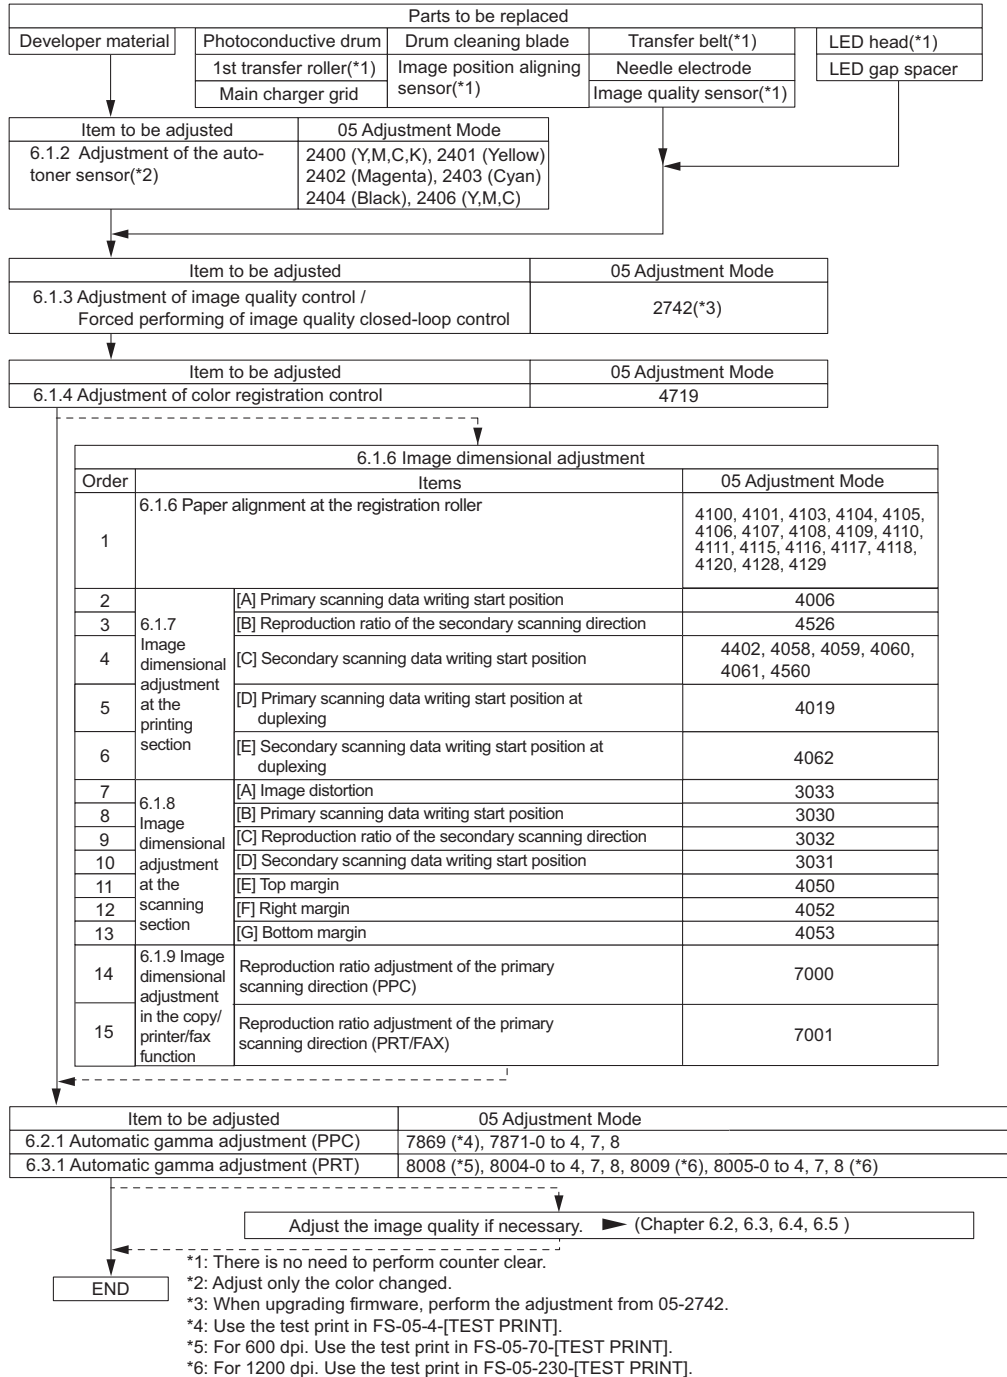 Parts to be replaced
Developer material
Photoconductive drum
Drum cleaning blade
Transfer belt(*1)
LED head(*1)
1st transfer roller(*1)
Image position aligning
sensor(*1)
Needle electrode
LED gap spacer
Main charger grid
Image quality sensor(*1)
Item to be adjusted
05 Adjustment Mode
6.1.2 Adjustment of the auto-
toner sensor(*2)
2400 (Y,M,C,K), 2401 (Yellow)
2402 (Magenta), 2403 (Cyan)
2404 (Black), 2406 (Y,M,C)
Item to be adjusted
05 Adjustment Mode
6.1.3 Adjustment of image quality control /
Forced performing of image quality closed-loop control
2742(*3)
Item to be adjusted
05 Adjustment Mode
6.1.4 Adjustment of color registration control
4719
6.1.6 Image dimensional adjustment
Order
Items
05 Adjustment Mode
1
6.1.6 Paper alignment at the registration roller
4100, 4101, 4103, 4104, 4105,
4106, 4107, 4108, 4109, 4110,
4111, 4115, 4116, 4117, 4118,
4120, 4128, 4129
6.1.7
Image
dimensional
adjustment
at the
printing
section
2
[A] Primary scanning data writing start position
4006
3
[B] Reproduction ratio of the secondary scanning direction
4526
4
[C] Secondary scanning data writing start position
4402, 4058, 4059, 4060,
4061, 4560
5
[D] Primary scanning data writing start position at
duplexing
4019
6
[E] Secondary scanning data writing start position at
duplexing
4062
6.1.8
Image
dimensional
adjustment
at the
scanning
section
7
[A] Image distortion
3033
8
[B] Primary scanning data writing start position
3030
9
[C] Reproduction ratio of the secondary scanning direction
3032
10
[D] Secondary scanning data writing start position
3031
11
[E] Top margin
4050
12
[F] Right margin
4052
13
[G] Bottom margin
4053
6.1.9 Image
dimensional
adjustment
in the copy/
printer/fax
function
14
Reproduction ratio adjustment of the primary
scanning direction (PPC)
7000
15
Reproduction ratio adjustment of the primary
scanning direction (PRT/FAX)
7001
Item to be adjusted
05 Adjustment Mode
6.2.1 Automatic gamma adjustment (PPC)
7869 (*4), 7871-0 to 4, 7, 8
6.3.1 Automatic gamma adjustment (PRT)
8008 (*5), 8004-0 to 4, 7, 8, 8009 (*6), 8005-0 to 4, 7, 8 (*6)
Adjust the image quality if necessary. ► (Chapter 6.2, 6.3, 6.4, 6.5 )
END
*1: There is no need to perform counter clear.
*2: Adjust only the color changed.
*3: When upgrading firmware, perform the adjustment from 05-2742.
*4: Use the test print in FS-05-4-[TEST PRINT].
*5: For 600 dpi. Use the test print in FS-05-70-[TEST PRINT].
*6: For 1200 dpi. Use the test print in FS-05-230-[TEST PRINT].